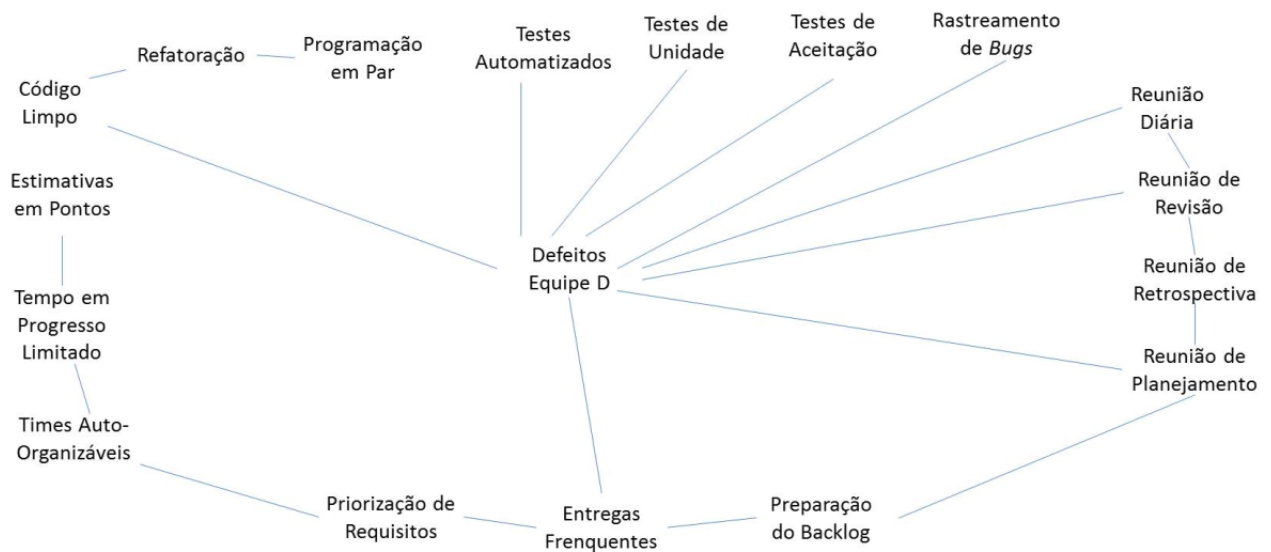 Refatoração
Programação
em Par
Testes
Automatizados
Testes de
Unidade
Testes de
Aceitação
Rastreamento
de Bugs
Código
Limpo
Reunião
Diária
Estimativas
em Pontos
Reunião de
Revisão
Defeitos
Equipe D
Reunião de
Retrospectiva
Tempo em
Progresso
Limitado
Reunião de
Planejamento
Times Auto-
Organizáveis
Priorização de
Requisitos
Entregas
Frenquentes
Preparação
do Backlog